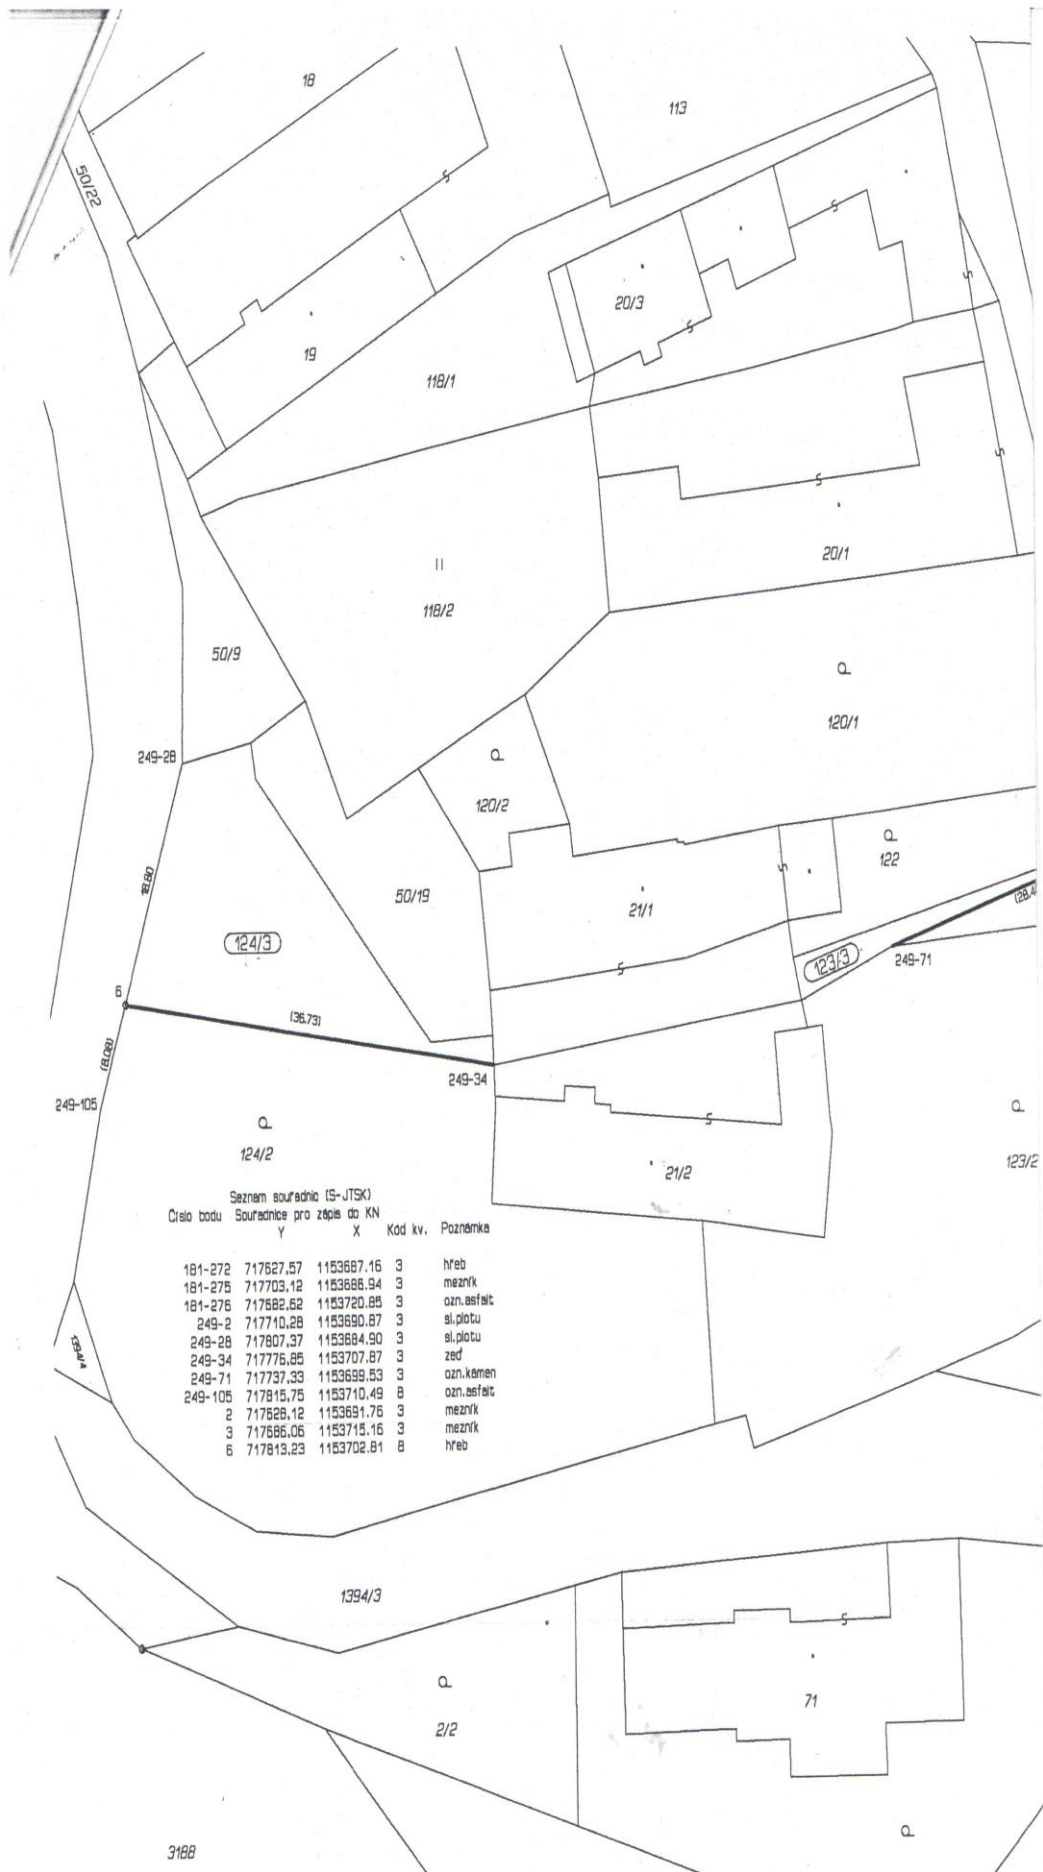 18
113
50/22
20/3
19
118/1
20/1
118/2
50/9
120/1
249-28
120/2
122
18.80
50/19
21/1
124/3
123/3
249-71
6
(36.73)
(8.08)
249-34
249-105
124/2
123/2
21/2
Seznam souřadnic (S-JTSK)
Číslo bodu Souřadnice pro zápis do KN
Y X Kód kv. Poznámka
181-272 717627,57 1153687.16 3 hřeb
181-275 717703,12 1153686.94 3 mezník
181-276 717682,62 1153720.85 3 ozn.asfalt
249-2 717710,28 1153690.87 3 sl.plotu
249-28 717807,37 1153684.90 3 sl.plotu
249-34 717776,85 1153707.87 3 zeď
249-71 717737,33 1153699.53 3 ozn.kámen
249-105 717815,75 1153710.49 8 ozn.asfalt
2 717628,12 1153691.76 3 mezník
3 717686,06 1153715.16 3 mezník
6 717813,23 1153702.81 8 hřeb
1394/4
1394/3
71
2/2
3188